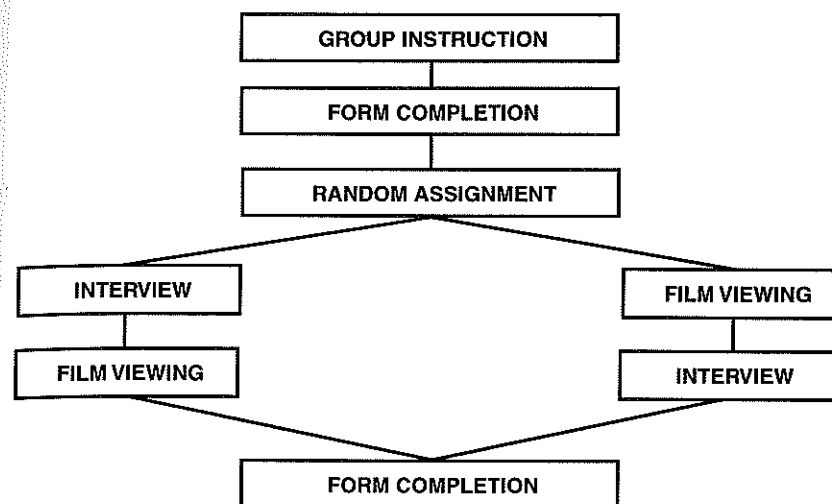 GROUP INSTRUCTION
FORM COMPLETION
RANDOM ASSIGNMENT
INTERVIEW
FILM VIEWING
FILM VIEWING
INTERVIEW
FORM COMPLETION